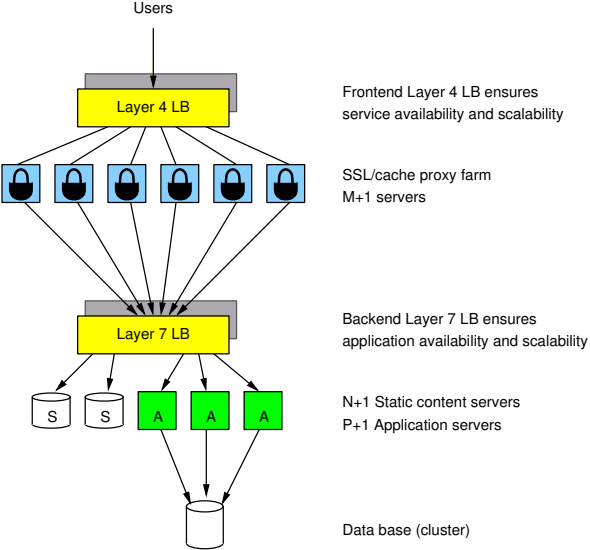 Users
Layer 4 LB
Frontend Layer 4 LB ensures
service availability and scalability
SSL/cache proxy farm
M+1 servers
Layer 7 LB
Backend Layer 7 LB ensures
application availability and scalability
S S A A A
N+1 Static content servers
P+1 Application servers
Data base (cluster)